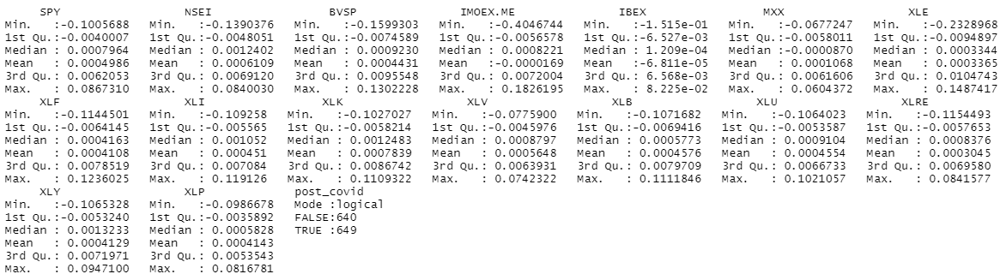 SPY NSEI BVSP IMOEX.ME IBEX MXX XLE
Min. :-0.1005688 Min. :-0.1390376 Min. :-0.1599303 Min. :-0.4046744 Min. :-1.515e-01 Min. :-0.0677247 Min. :-0.2328968
1st Qu.:-0.0040007 1st Qu.:-0.0048051 1st Qu.:-0.0074589 1st Qu.:-0.0056578 1st Qu.:-6.527e-03 1st Qu.:-0.0058011 1st Qu.:-0.0094897
Median : 0.0007964 Median : 0.0012402 Median : 0.0009230 Median : 0.0008221 Median : 1.209e-04 Median :-0.0000870 Median : 0.0003344
Mean : 0.0004986 Mean : 0.0006109 Mean : 0.0004431 Mean :-0.0000169 Mean :-6.811e-05 Mean : 0.0001068 Mean : 0.0003365
3rd Qu.: 0.0062053 3rd Qu.: 0.0069120 3rd Qu.: 0.0095548 3rd Qu.: 0.0072004 3rd Qu.: 6.568e-03 3rd Qu.: 0.0061606 3rd Qu.: 0.0104743
Max. : 0.0867310 Max. : 0.0840030 Max. : 0.1302228 Max. : 0.1826195 Max. : 8.225e-02 Max. : 0.0604372 Max. : 0.1487417
XLF XLI XLK XLV XLB XLU XLRE
Min. :-0.1144501 Min. :-0.109258 Min. :-0.1027027 Min. :-0.0775900 Min. :-0.1071682 Min. :-0.1064023 Min. :-0.1154493
1st Qu.:-0.0064145 1st Qu.:-0.005565 1st Qu.:-0.0058214 1st Qu.:-0.0045976 1st Qu.:-0.0069416 1st Qu.:-0.0053587 1st Qu.:-0.0057653
Median : 0.0004163 Median : 0.001052 Median : 0.0012483 Median : 0.0008797 Median : 0.0005773 Median : 0.0009104 Median : 0.0008376
Mean : 0.0004108 Mean : 0.000451 Mean : 0.0007839 Mean : 0.0005648 Mean : 0.0004576 Mean : 0.0004554 Mean : 0.0003045
3rd Qu.: 0.0078519 3rd Qu.: 0.007084 3rd Qu.: 0.0086742 3rd Qu.: 0.0063931 3rd Qu.: 0.0079709 3rd Qu.: 0.0066733 3rd Qu.: 0.0069580
Max. : 0.1236025 Max. : 0.119126 Max. : 0.1109322 Max. : 0.0742322 Max. : 0.1111846 Max. : 0.1021057 Max. : 0.0841577
XLY XLP post_covid
Min. :-0.1065328 Min. :-0.0986678 Mode :logical
1st Qu.:-0.0053240 1st Qu.:-0.0035892 FALSE:640
Median : 0.0013233 Median : 0.0005828 TRUE :649
Mean : 0.0004129 Mean : 0.0004143
3rd Qu.: 0.0071971 3rd Qu.: 0.0053543
Max. : 0.0947100 Max. : 0.0816781